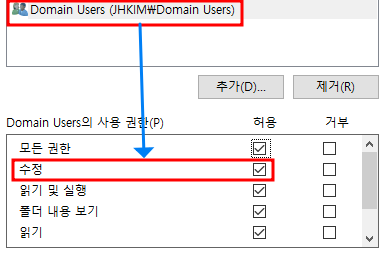 Domain Users (JHKIM₩Domain Users)
추가(D)...
제거(R)
Domain Users의 사용 권한(P)
허용
거부
모든 권한
수정
읽기 및 실행
폴더 내용 보기
읽기